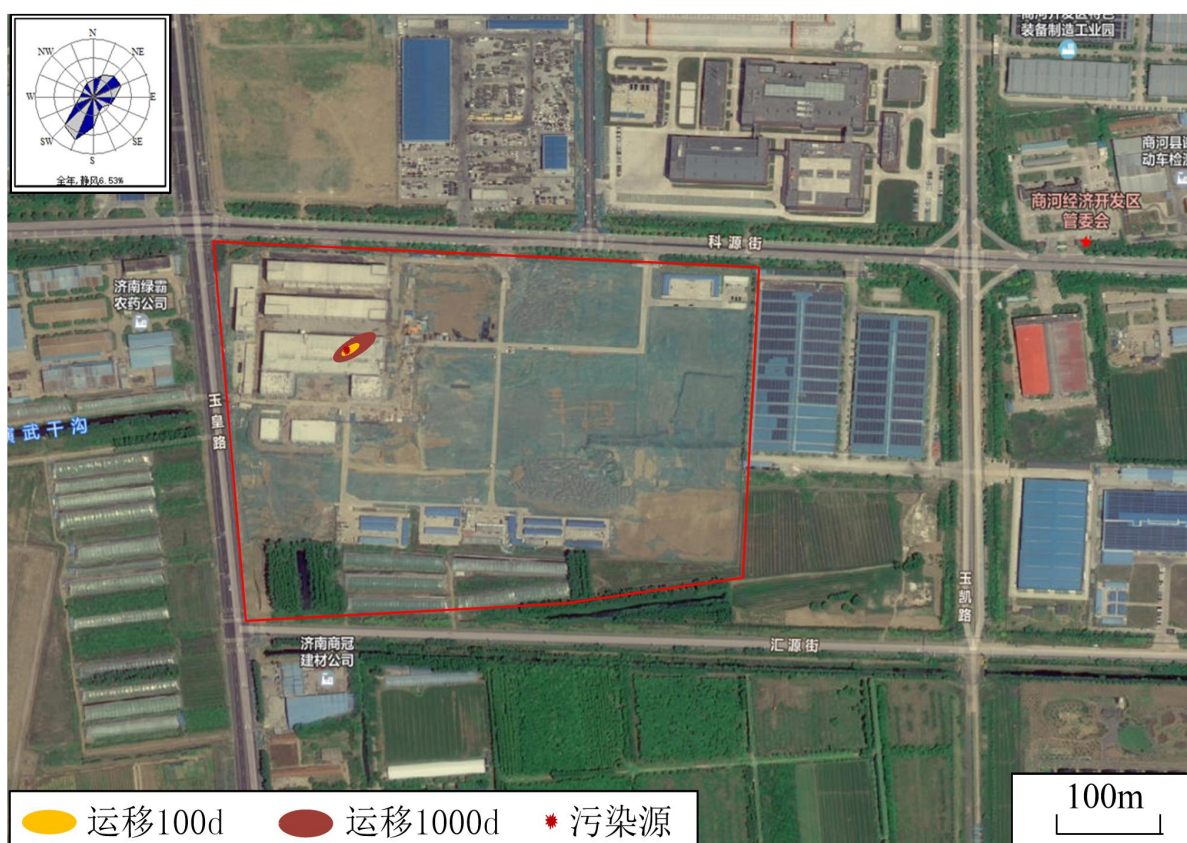 N
NW
NE
W
E
SW
SE
S
全年,静风6.53%
装备制造工业园
商河县
动车检测
商河经济开发区
管委会
科源街
济南绿霸
农药公司
玉皇路
演武干沟
玉凯路
汇源街
济南商冠
建材公司
运移100d
运移1000d
污染源
100m